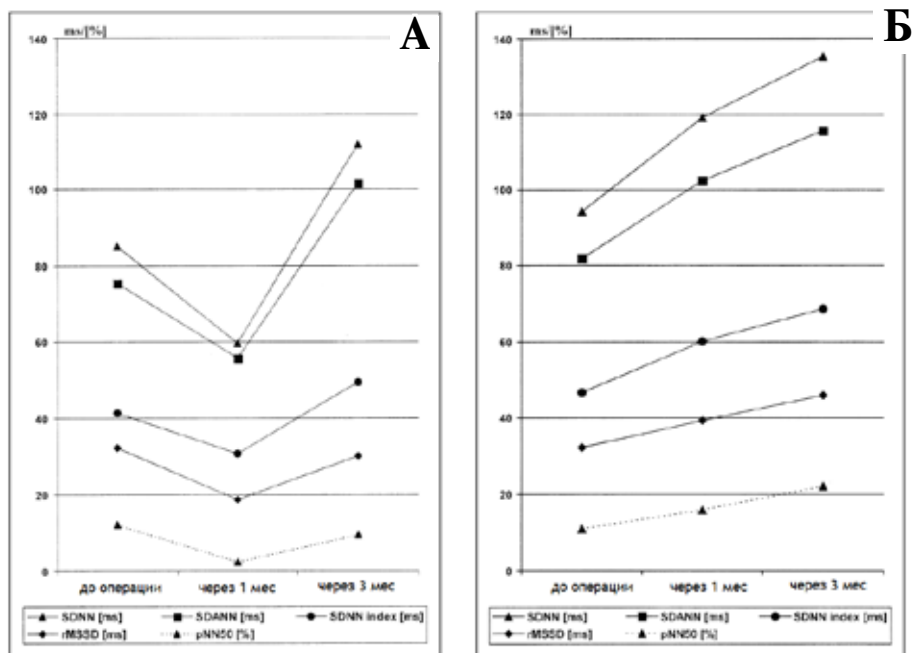 А
ms/[%]
140
120
100
80
60
40
20
0
до операции через 1 мес через 3 мес
SDNN [ms] SDANN [ms] SDNN index [ms]
rMSSD [ms] pNN50 [%]
Б
ms/[%]
140
120
100
80
60
40
20
0
до операции через 1 мес через 3 мес
SDNN [ms] SDANN [ms] SDNN index [ms]
rMSSD [ms] pNN50 [%]